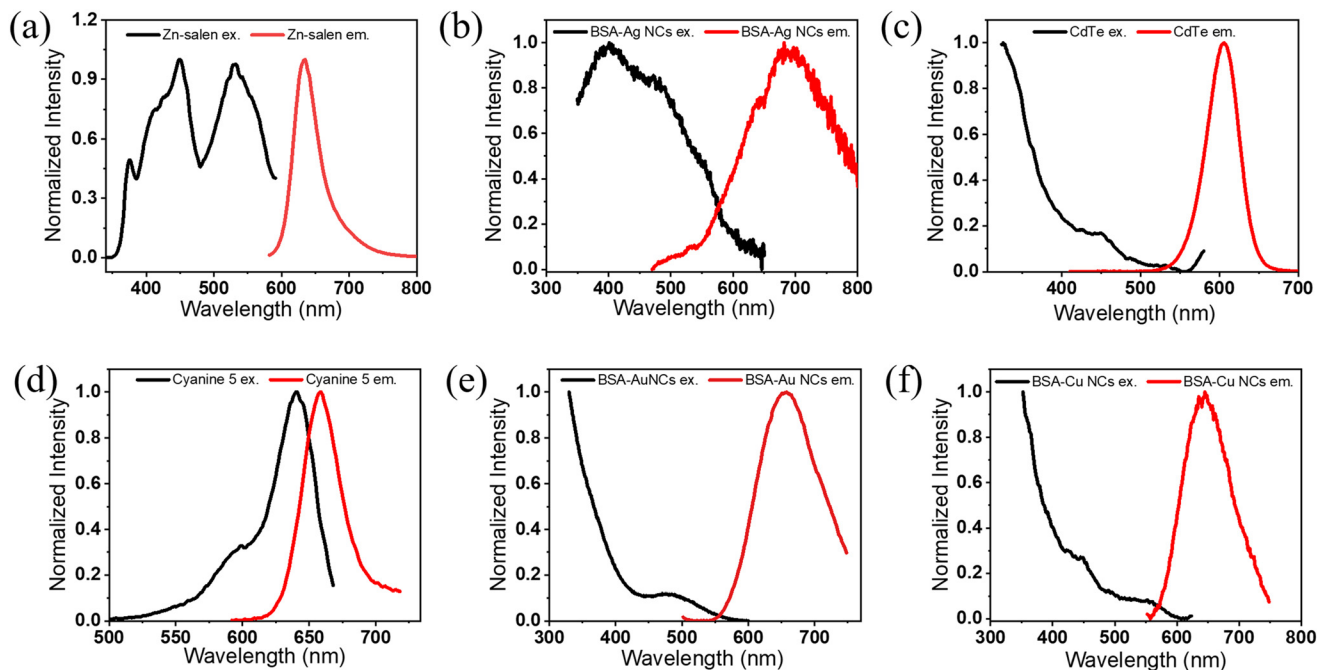 (a)
Zn-salen ex. Zn-salen em.
Normalized Intensity
1.2
0.9
0.6
0.3
0.0
400 500 600 700 800
Wavelength (nm)
(b)
BSA-Ag NCs ex. BSA-Ag NCs em.
Normalized Intensity
1.0
0.8
0.6
0.4
0.2
0.0
300 400 500 600 700 800
Wavelength (nm)
(c)
CdTe ex. CdTe em.
Normalized Intensity
1.0
0.8
0.6
0.4
0.2
0.0
400 500 600 700
Wavelength (nm)
(d)
Cyanine 5 ex. Cyanine 5 em.
Normalized Intensity
1.0
0.8
0.6
0.4
0.2
0.0
500 550 600 650 700
Wavelength (nm)
(e)
BSA-AuNCs ex. BSA-Au NCs em.
Normalized Intensity
1.0
0.8
0.6
0.4
0.2
0.0
300 400 500 600 700
Wavelength (nm)
(f)
BSA-Cu NCs ex. BSA-Cu NCs em.
Normalized Intensity
1.0
0.8
0.6
0.4
0.2
0.0
300 400 500 600 700 800
Wavelength (nm)